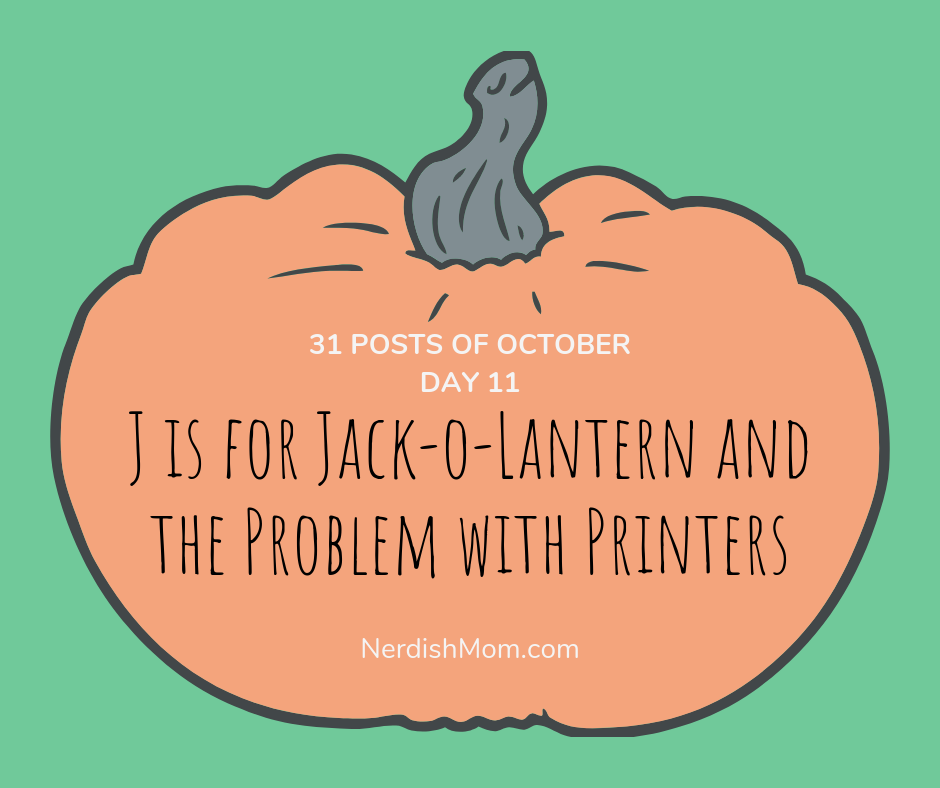 31 POSTS OF OCTOBER
DAY 11
J is for Jack-o-Lantern and
the Problem with Printers
NerdishMom.com